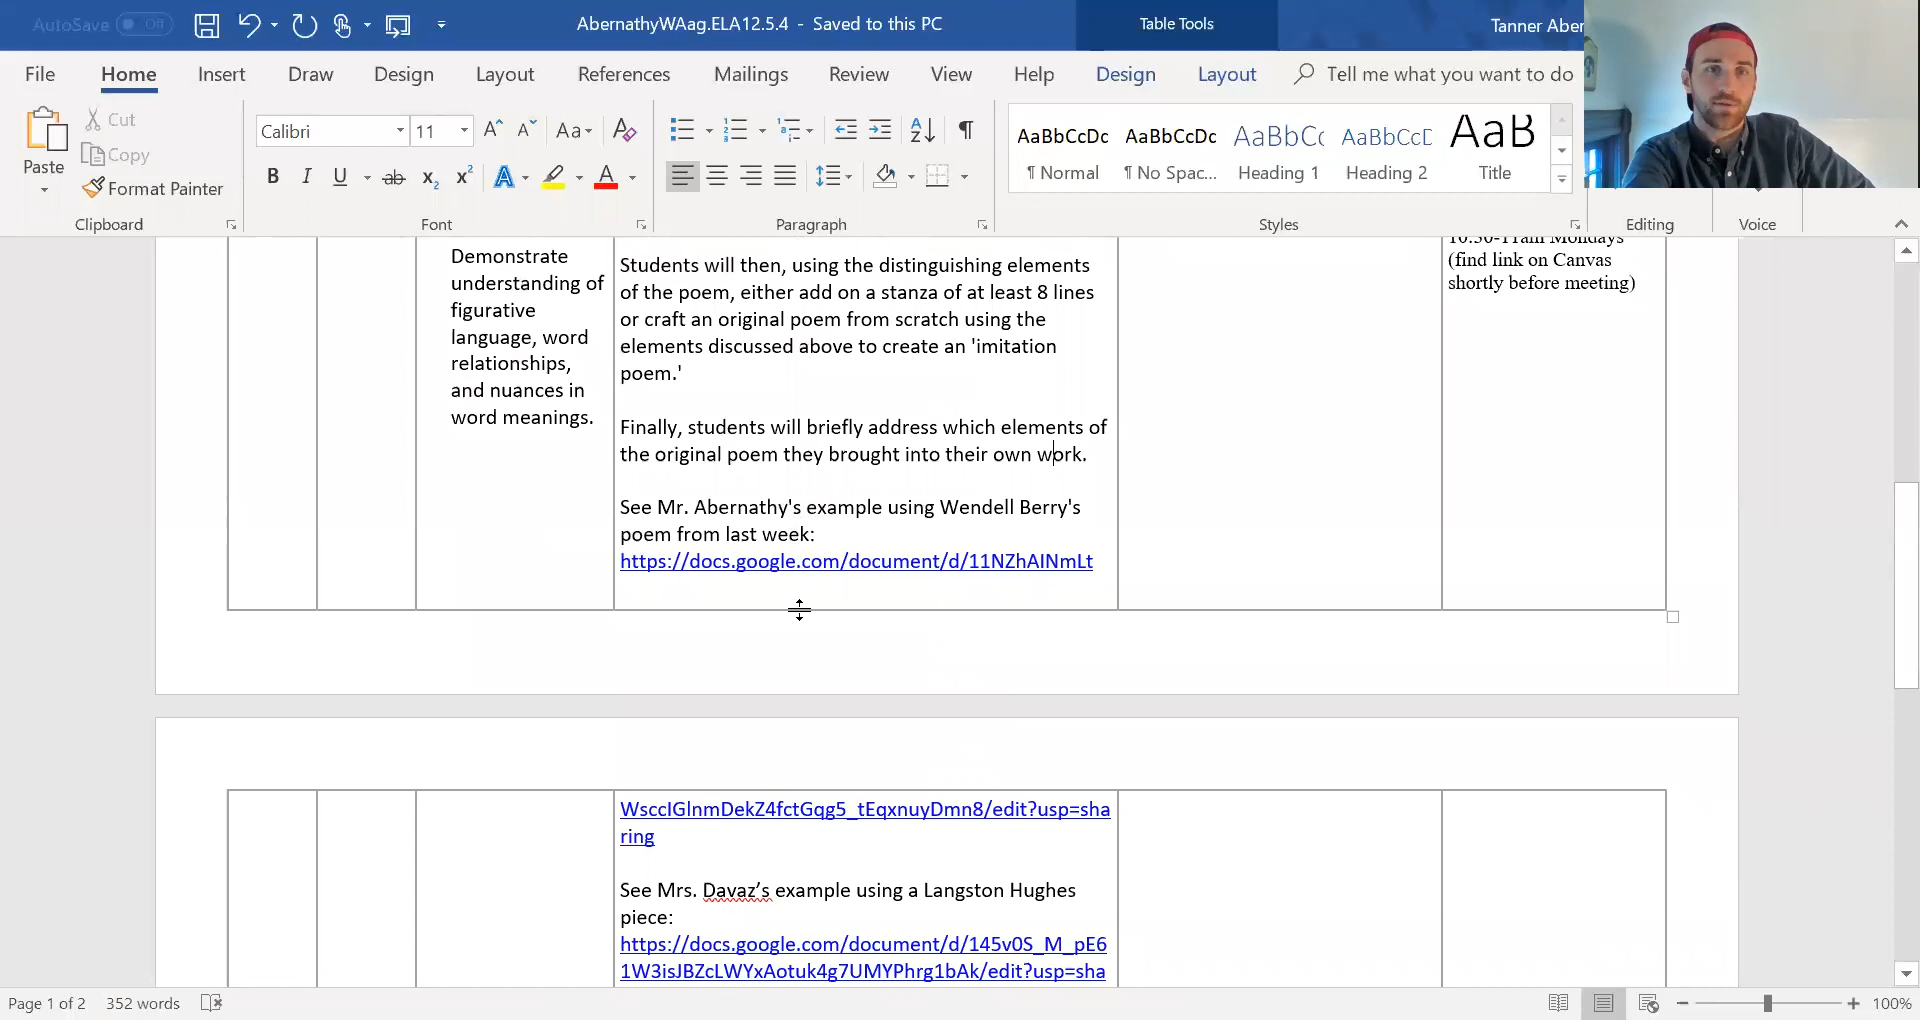 AutoSave Off
AbernathyWAag.ELA12.5.4 - Saved to this PC
Table Tools
Tanner Aber
File Home Insert Draw Design Layout References Mailings Review View Help Design Layout Tell me what you want to do
Paste
Cut
Copy
Format Painter
Clipboard
Calibri 11
Font
Paragraph
AaBbCcDc AaBbCcDc AaBbC AaBbCcD AaB
¶ Normal ¶ No Spac... Heading 1 Heading 2 Title
Styles
Editing
Voice
Demonstrate
understanding of
figurative
language, word
relationships,
and nuances in
word meanings.
Students will then, using the distinguishing elements
of the poem, either add on a stanza of at least 8 lines
or craft an original poem from scratch using the
elements discussed above to create an 'imitation
poem.'
Finally, students will briefly address which elements of
the original poem they brought into their own work.
See Mr. Abernathy's example using Wendell Berry's
poem from last week:
https://docs.google.com/document/d/11NZhAINmLt
10:30-11am Mondays
(find link on Canvas
shortly before meeting)
WsccIGlnmDekZ4fctGqg5_tEqxnuyDmn8/edit?usp=sha
ring
See Mrs. Davaz’s example using a Langston Hughes
piece:
https://docs.google.com/document/d/145v0S_M_pE6
1W3isJBZcLWYxAotuk4g7UMYPhrg1bAk/edit?usp=sha
Page 1 of 2 352 words
100%